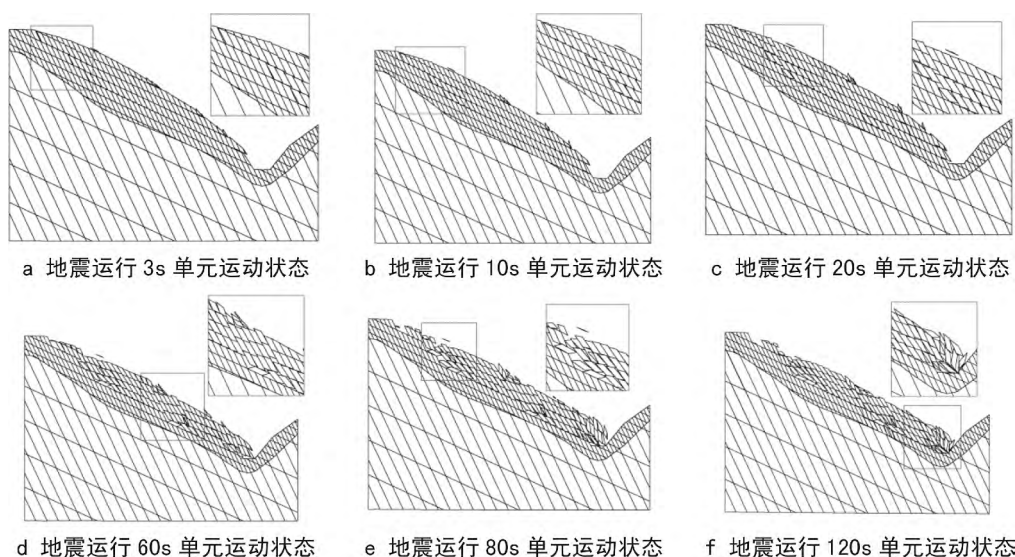 a 地震运行 3s 单元运动状态
b 地震运行 10s 单元运动状态
c 地震运行 20s 单元运动状态
d 地震运行 60s 单元运动状态
e 地震运行 80s 单元运动状态
f 地震运行 120s 单元运动状态